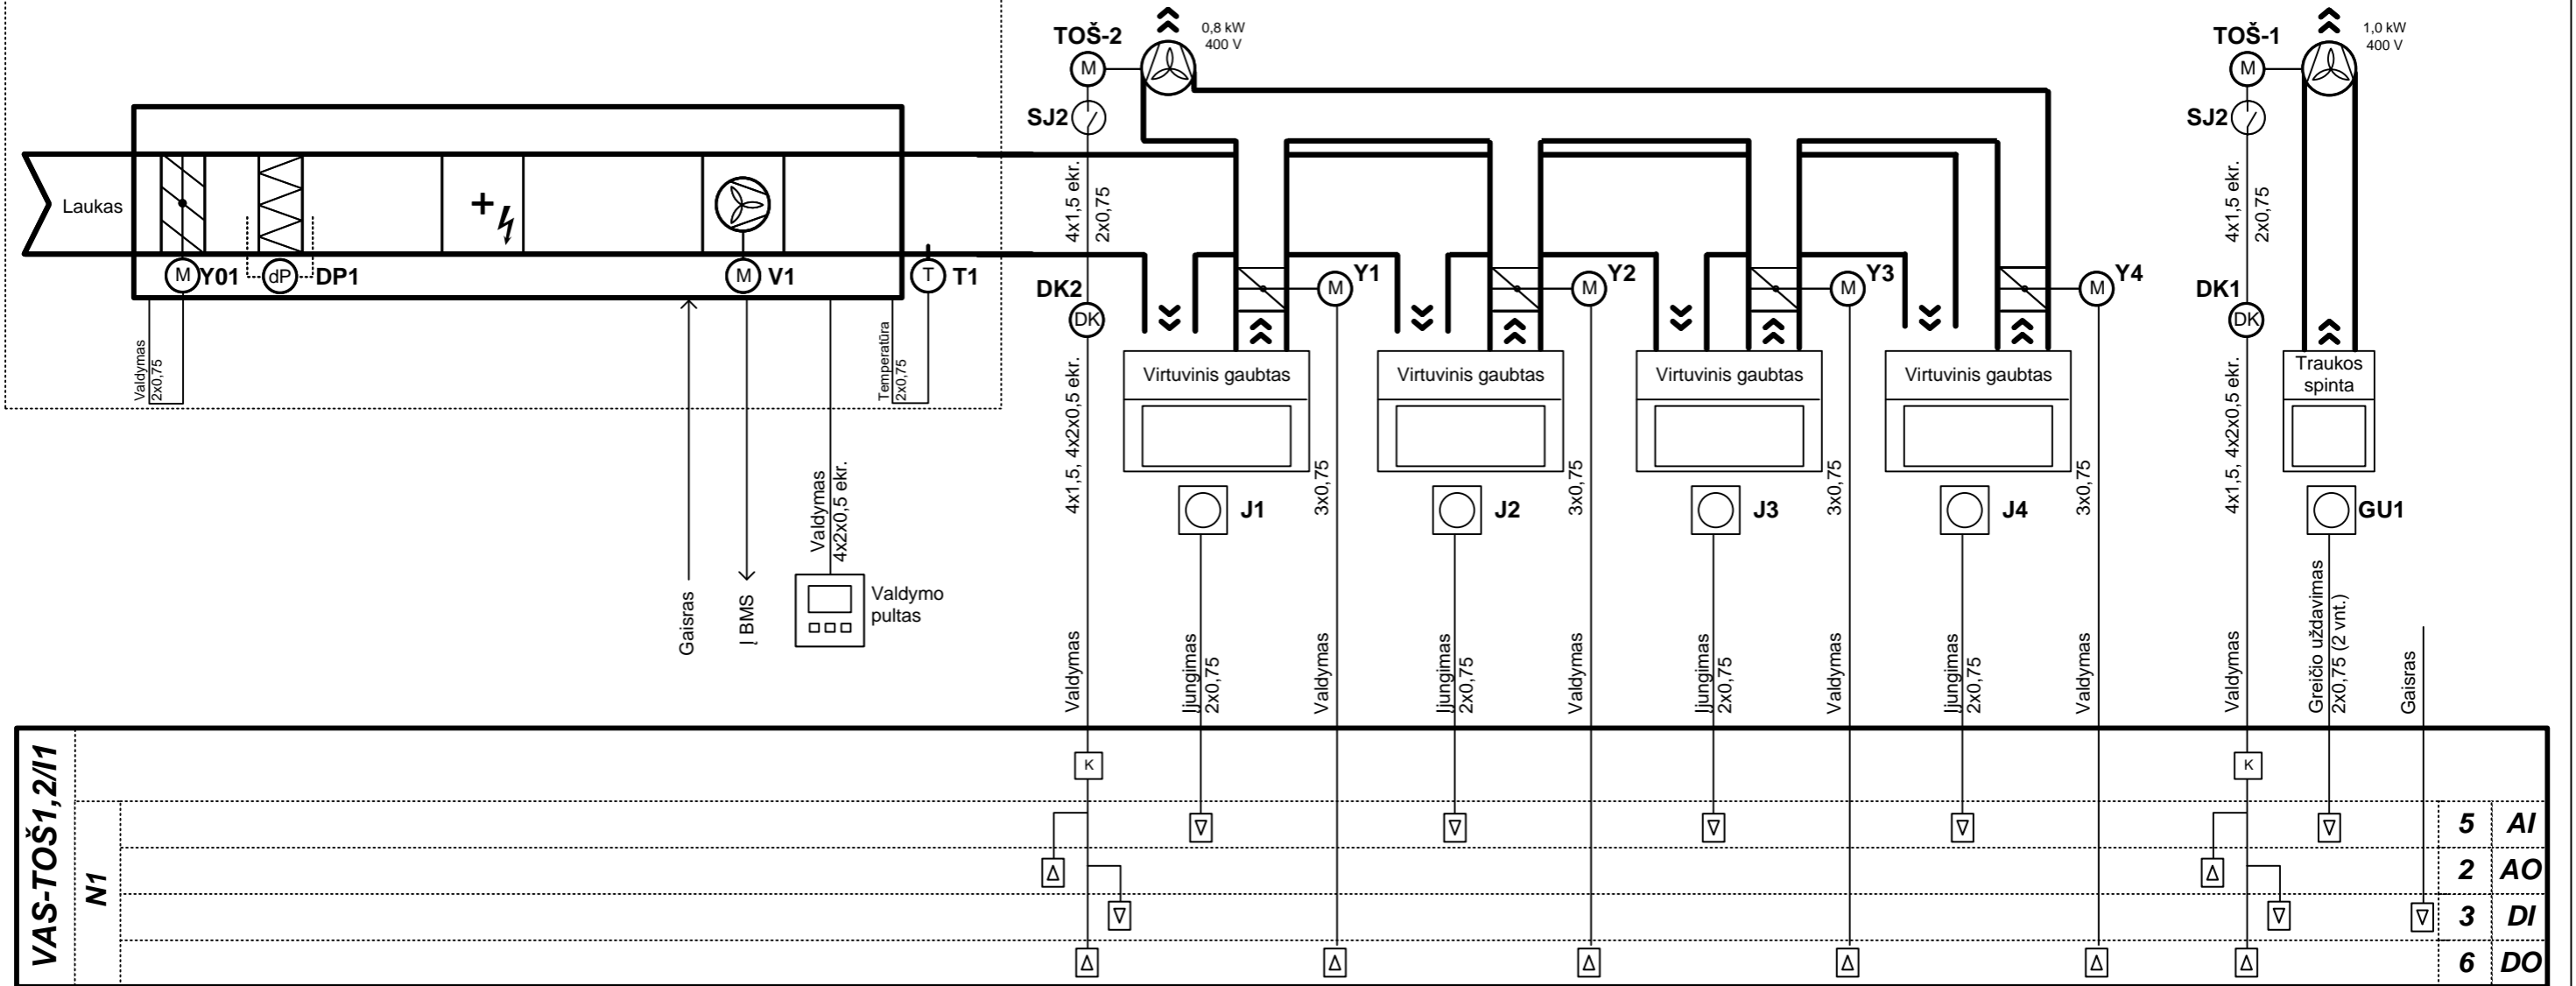 TOŠ-2
0,8 kW
400 V
TOŠ-1
1,0 kW
400 V
M
M
SJ2
SJ2
Laukas
4x1,5 ekr.
2x0,75
4x1,5 ekr.
2x0,75
M
Y01
dP
DP1
M
V1
T
T1
DK2
DK
M
Y1
M
Y2
M
Y3
M
Y4
DK1
DK
Valdymas
2x0,75
Temperatūra
2x0,75
Virtuvinis gaubtas
Virtuvinis gaubtas
Virtuvinis gaubtas
Virtuvinis gaubtas
Traukos
spinta
4x1,5, 4x2x0,5 ekr.
3x0,75
3x0,75
3x0,75
3x0,75
4x1,5, 4x2x0,5 ekr.
Valdymas
4x2x0,5 ekr.
J1
J2
J3
J4
GU1
Gaisras
Į BMS
Valdymo
pultas
Valdymas
Įjungimas
2x0,75
Valdymas
Įjungimas
2x0,75
Valdymas
Įjungimas
2x0,75
Valdymas
Įjungimas
2x0,75
Valdymas
Valdymas
Greičio uždavimas
2x0,75 (2 vnt.)
Gaisras
VAS-TOŠ1,2/I1
N1
K
K
5 AI
2 AO
3 DI
6 DO